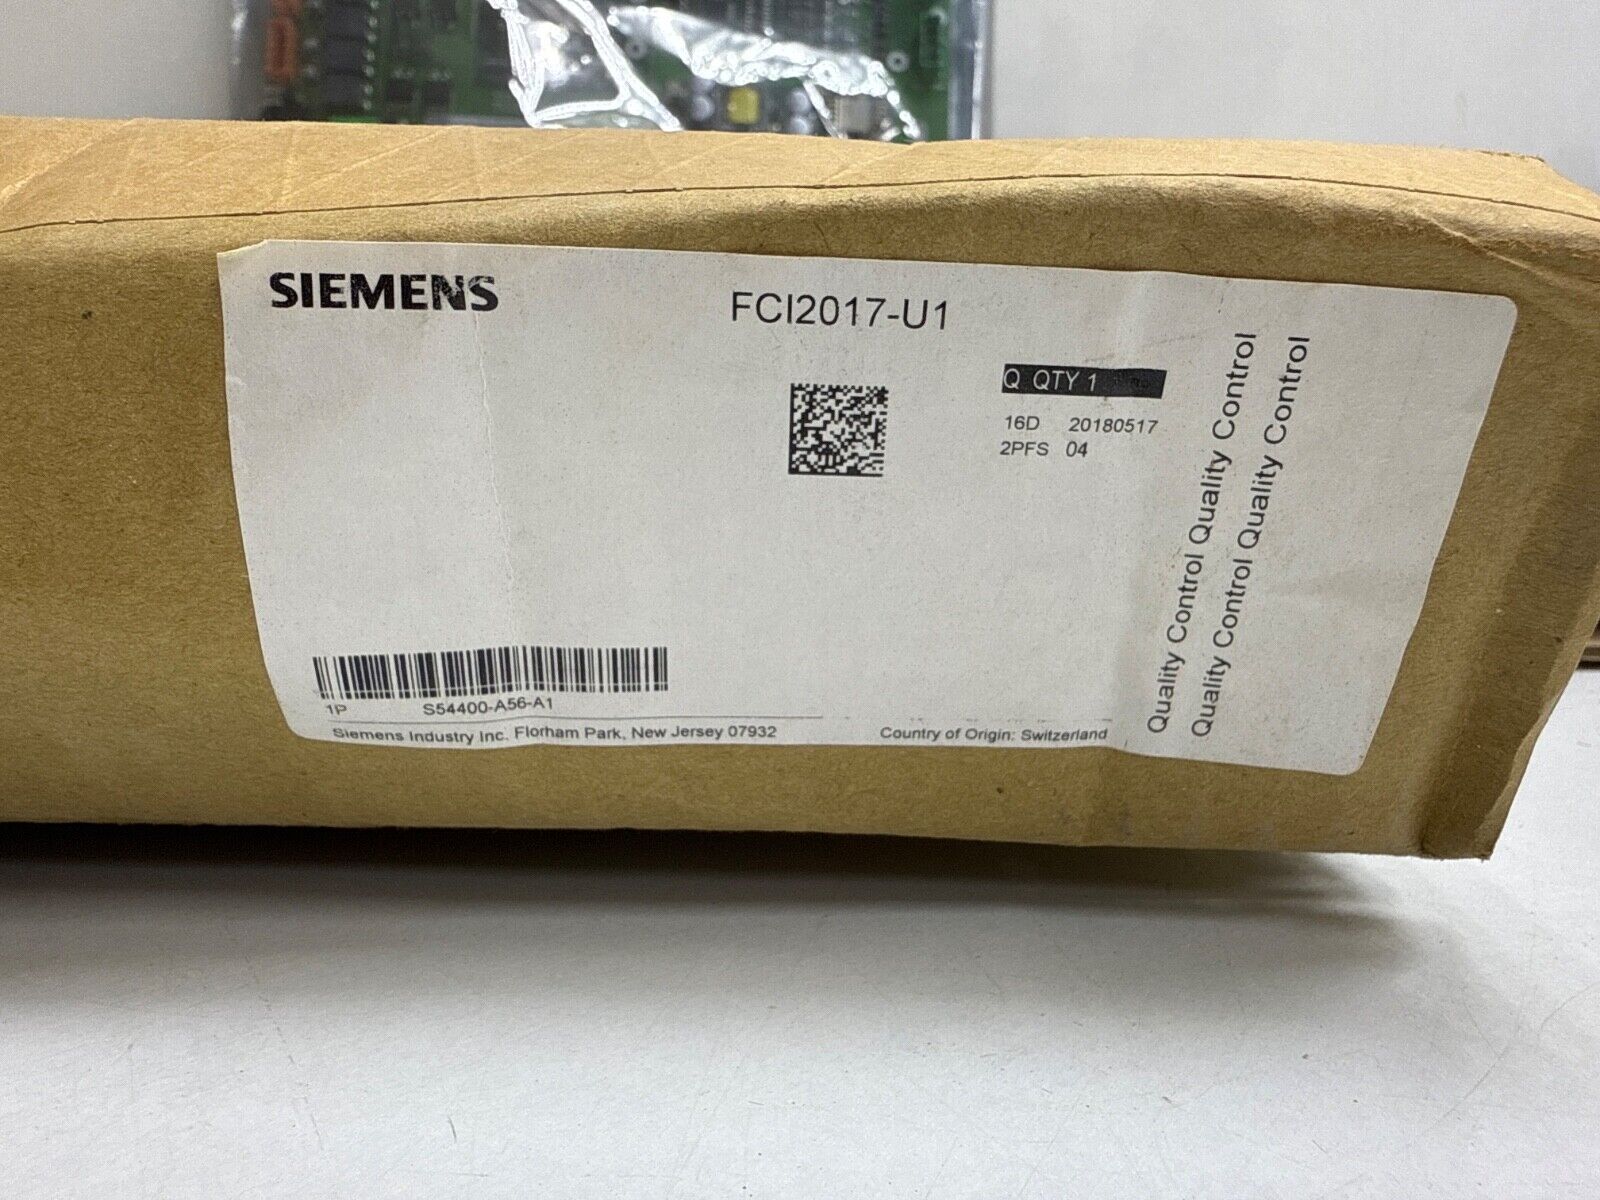 SIEMENS
FCI2017-U1
Q QTY 1
16D 20180517
2PFS 04
Quality Control Quality Control
Quality Control Quality Control
1P S54400-A56-A1
Siemens Industry Inc. Florham Park, New Jersey 07932
Country of Origin: Switzerland